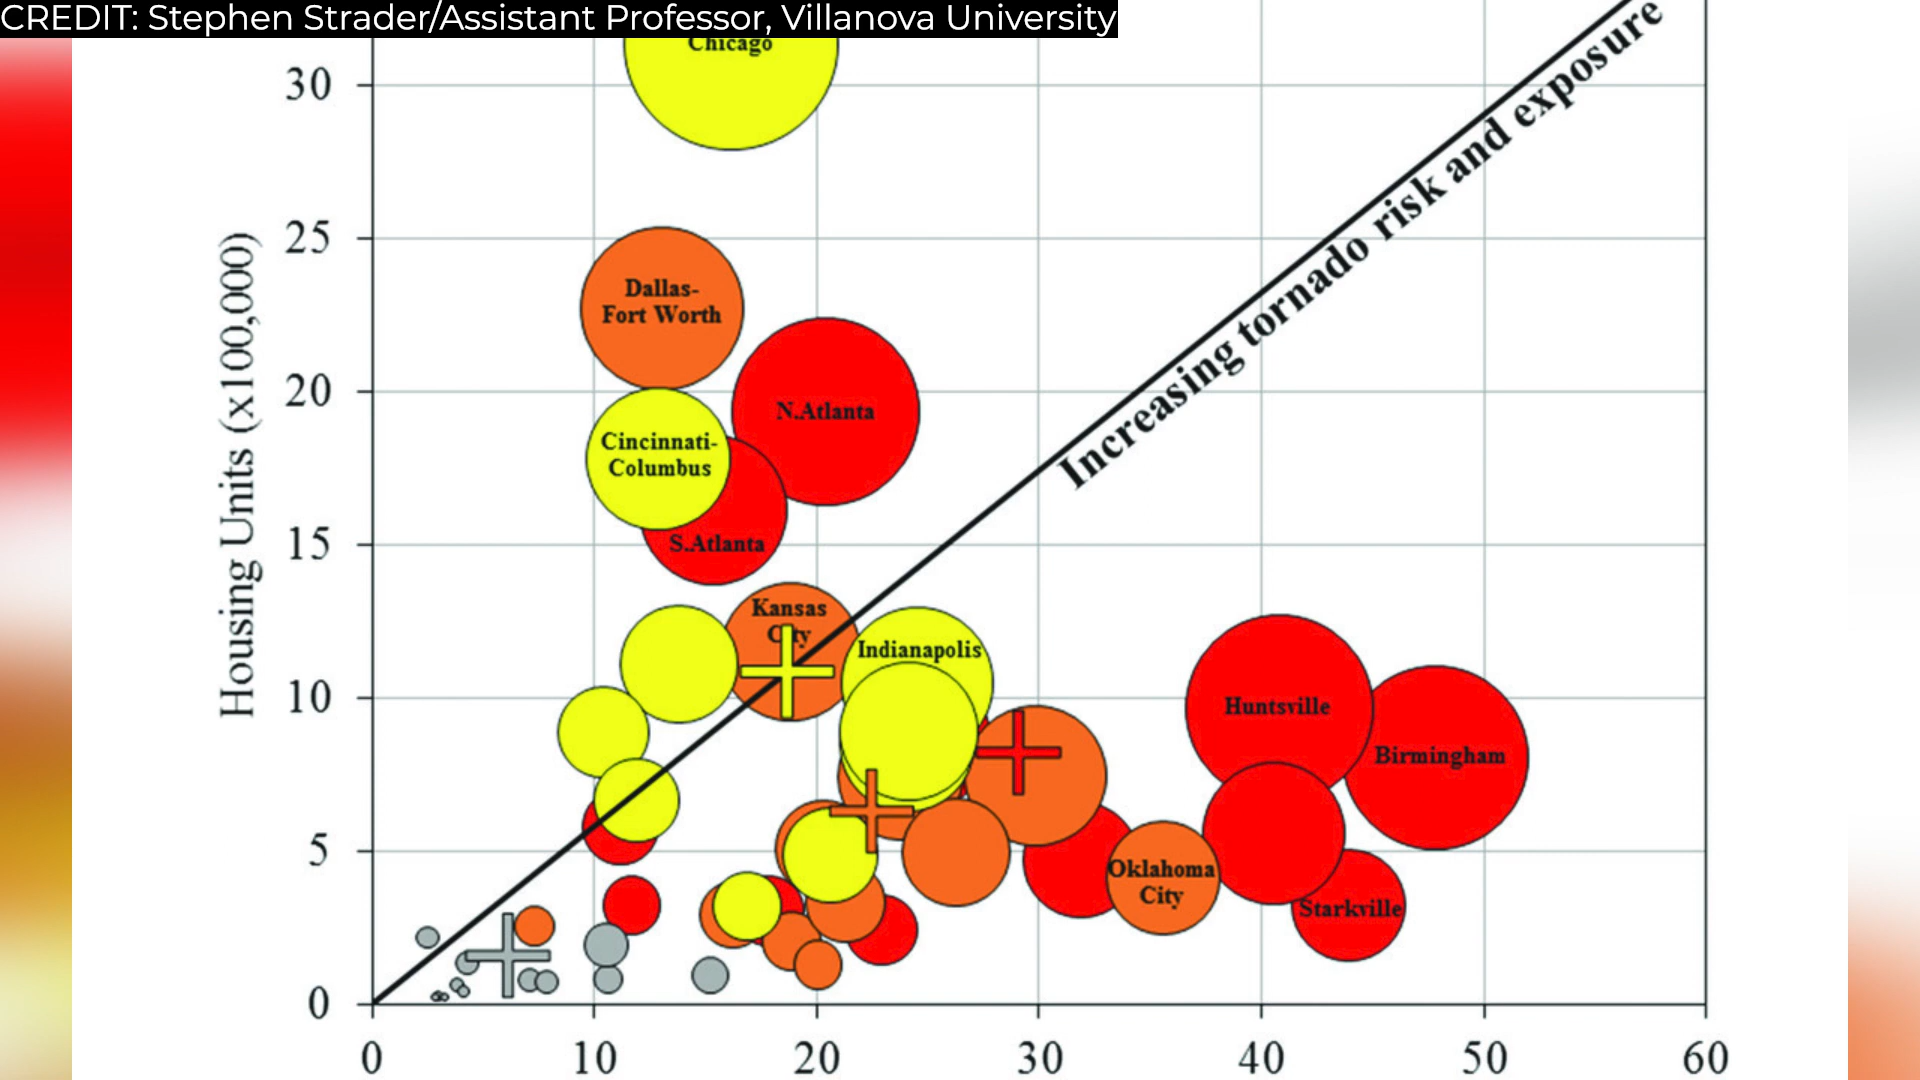 CREDIT: Stephen Strader/Assistant Professor, Villanova University
Chicago
30
Increasing tornado risk and exposure
25
Dallas-
Fort Worth
Housing Units (x100,000)
20
N.Atlanta
Cincinnati-
Columbus
15
S.Atlanta
Kansas
City
Indianapolis
10
Huntsville
Birmingham
5
Oklahoma
City
Starkville
0
0 10 20 30 40 50 60